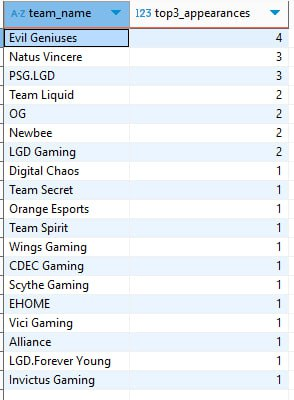 A-Z team_name 123 top3_appearances
Evil Geniuses 4
Natus Vincere 3
PSG.LGD 3
Team Liquid 2
OG 2
Newbee 2
LGD Gaming 2
Digital Chaos 1
Team Secret 1
Orange Esports 1
Team Spirit 1
Wings Gaming 1
CDEC Gaming 1
Scythe Gaming 1
EHOME 1
Vici Gaming 1
Alliance 1
LGD.Forever Young 1
Invictus Gaming 1